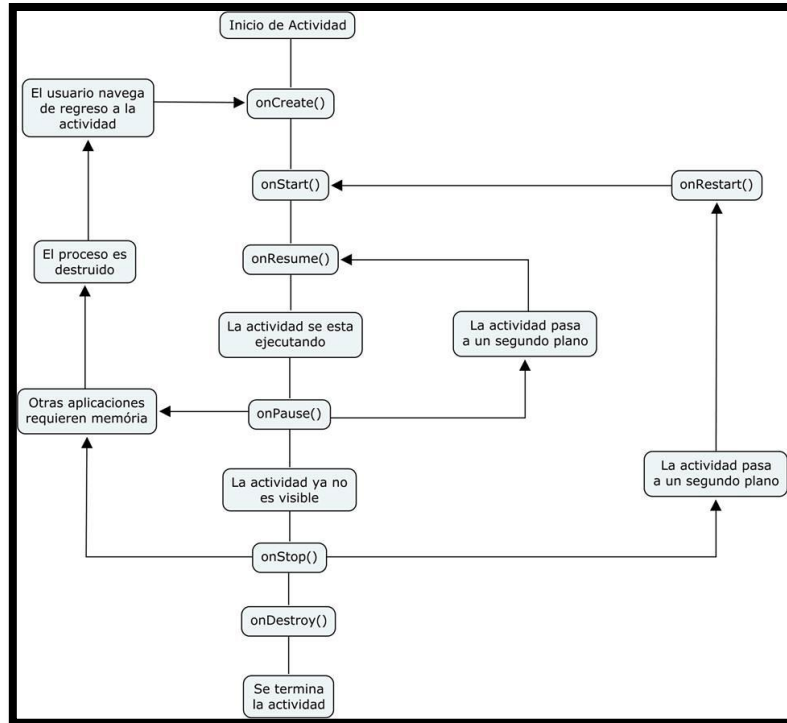 Inicio de Actividad
El usuario navega
de regreso a la
actividad
onCreate()
onStart()
onRestart()
El proceso es
destruido
onResume()
La actividad se esta
ejecutando
La actividad pasa
a un segundo plano
Otras aplicaciones
requieren memória
onPause()
La actividad ya no
es visible
La actividad pasa
a un segundo plano
onStop()
onDestroy()
Se termina
la actividad